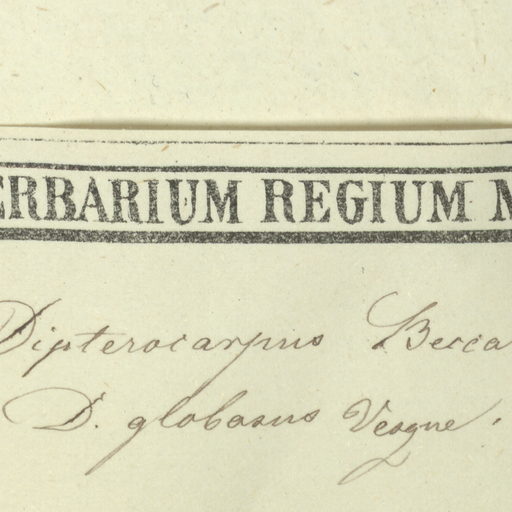 ERBARIUM REGIUM M
Dipterocarpus Becca
D. globosus Vesque.